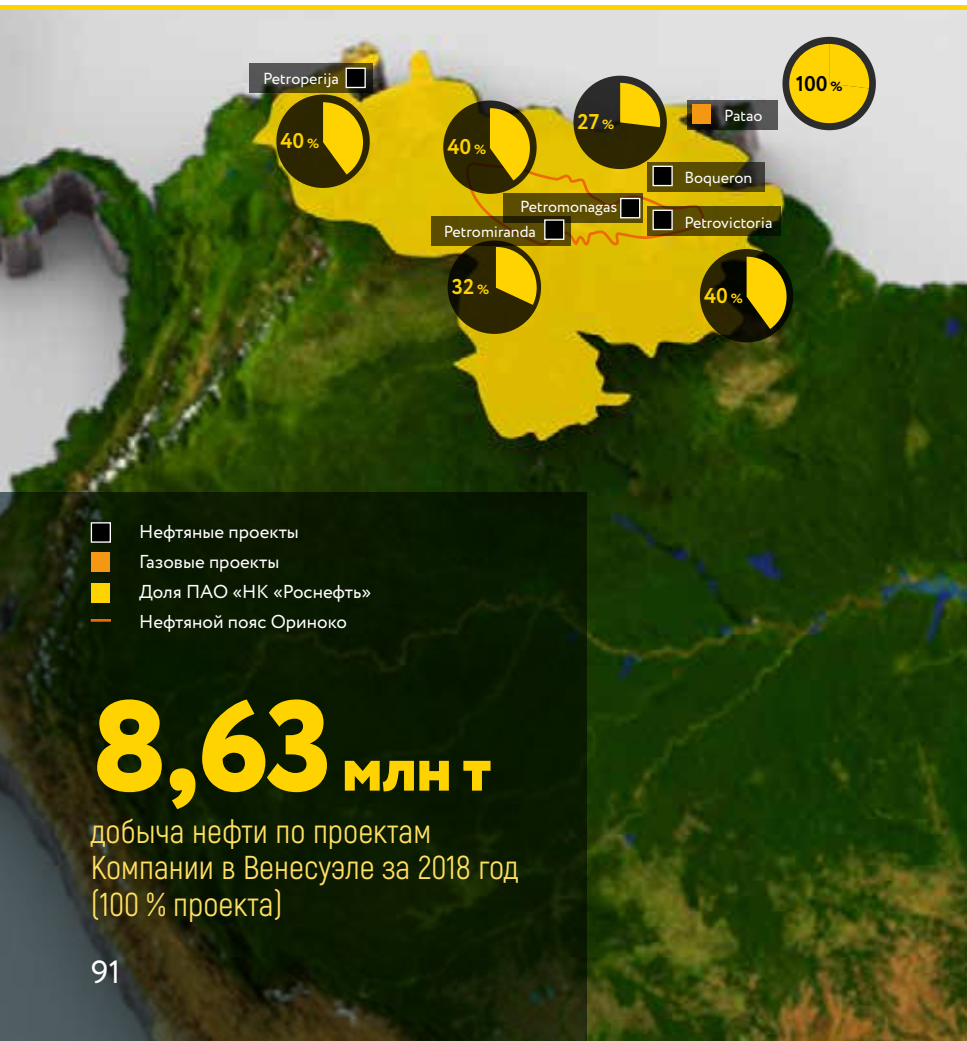 Petroperija
100 %
27 %
Patao
40 %
40 %
Boqueron
Petromonagas
Petrovictoria
Petromiranda
32 %
40 %
Нефтяные проекты
Газовые проекты
Доля ПАО «НК «Роснефть»
Нефтяной пояс Ориноко
8,63 млн т
добыча нефти по проектам
Компании в Венесуэле за 2018 год
(100 % проекта)
91